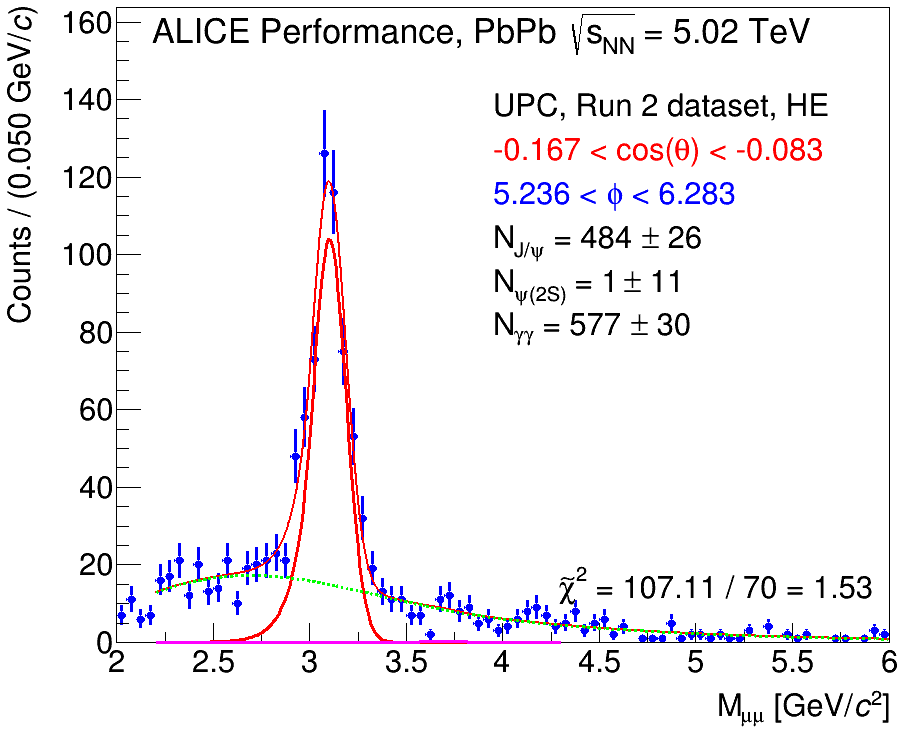 ALICE Performance, PbPb √sNN = 5.02 TeV
UPC, Run 2 dataset, HE
-0.167 < cos(θ) < -0.083
5.236 < ϕ < 6.283
NJ/ψ = 484 ± 26
Nψ(2S) = 1 ± 11
Nγγ = 577 ± 30
χ̃² = 107.11 / 70 = 1.53
Counts / (0.050 GeV/c)
160
140
120
100
80
60
40
20
0
2 2.5 3 3.5 4 4.5 5 5.5 6
Mμμ [GeV/c²]